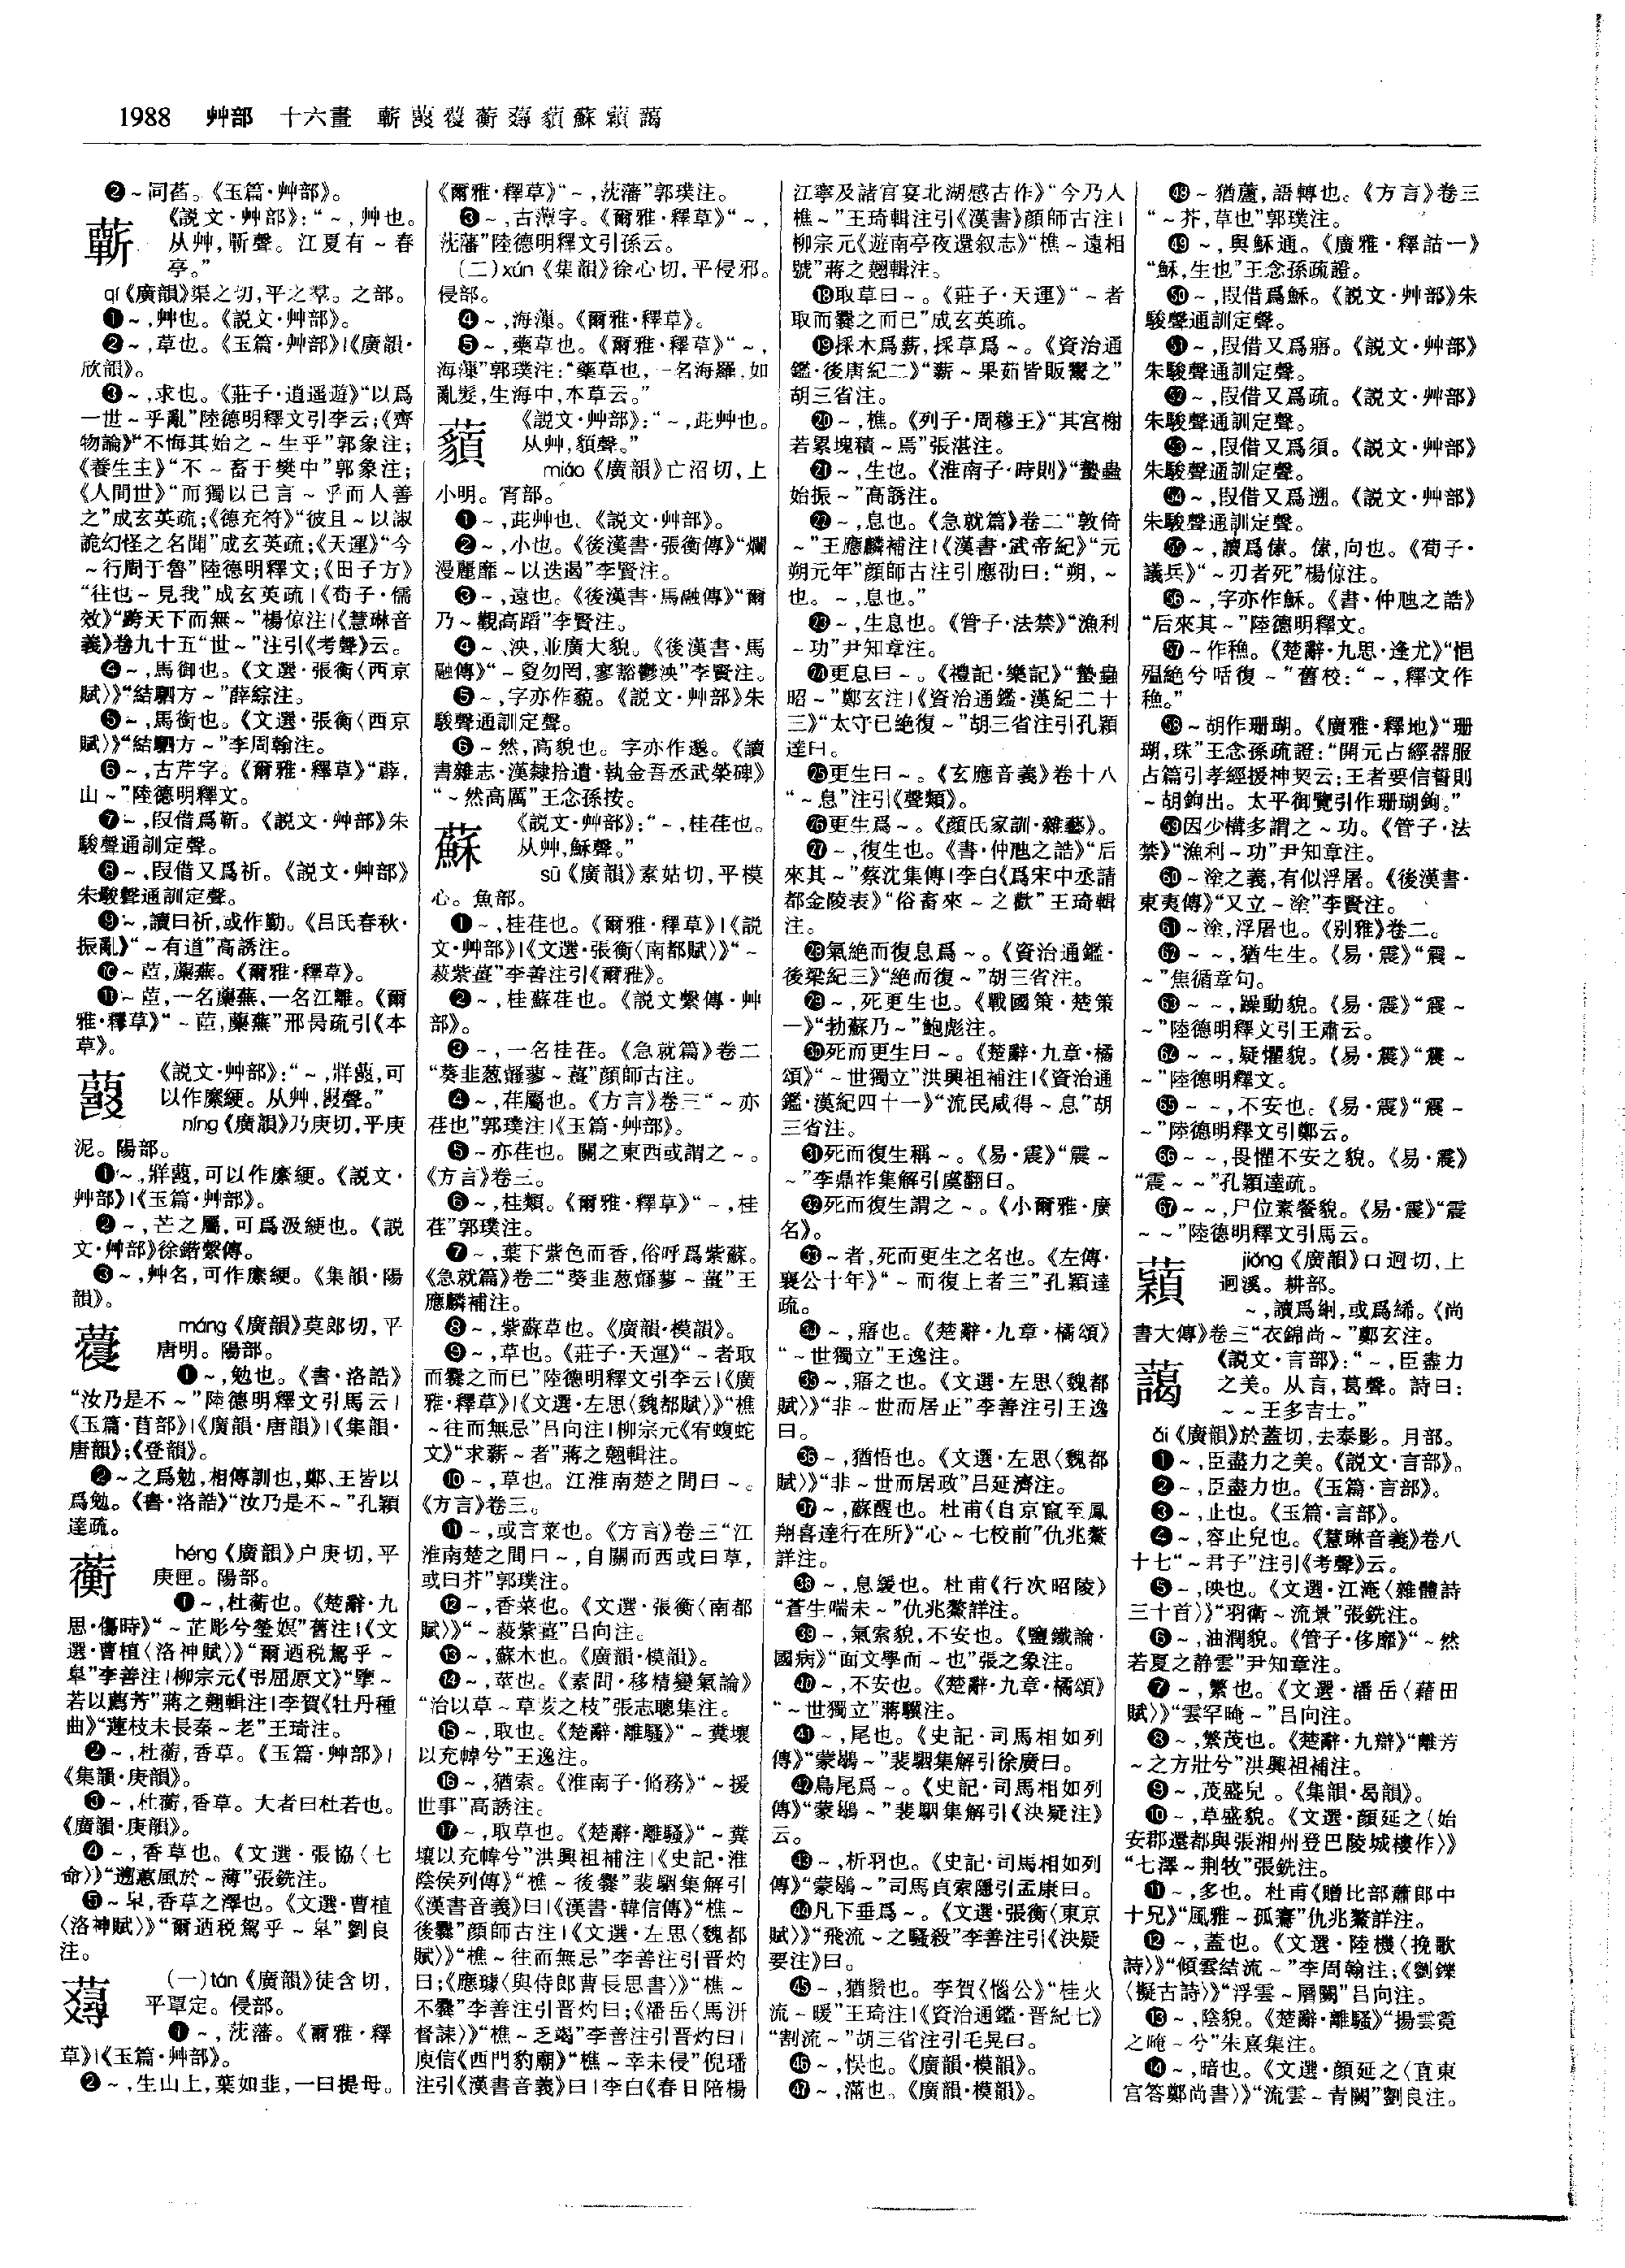 1988 艸部 十六畫 蘄薴蘉蘅蕁藐蘇藬藹
❷～同萻。《玉篇·艸部》。
蘄
《説文·艸部》：“～，艸也。
从艸，𣂷聲。江夏有～春
亭。”
qí《廣韻》渠之切，平之羣。之部。
❶～，艸也。《説文·艸部》。
❷～，草也。《玉篇·艸部》|《廣韻·
欣韻》。
❸～，求也。《莊子·逍遥遊》“以爲
一世～乎亂”陸德明釋文引李云；《齊
物論》“不悔其始之～生乎”郭象注；
《養生主》“不～畜于樊中”郭象注；
《人間世》“而獨以己言～乎而人善
之”成玄英疏；《德充符》“彼且～以諔
詭幻怪之名聞”成玄英疏；《天運》“今
～行周于魯”陸德明釋文；《田子方》
“往也～見我”成玄英疏|《荀子·儒
效》“跨天下而無～”楊倞注|《慧琳音
義》卷九十五“世～”注引《考聲》云。
❹～，馬御也。《文選·張衡〈西京
賦〉》“結駟方～”薛綜注。
❺～，馬銜也。《文選·張衡〈西京
賦〉》“結駟方～”李周翰注。
❻～，古芹字。《爾雅·釋草》“薜，
山～”陸德明釋文。
❼～，叚借爲靳。《説文·艸部》朱
駿聲通訓定聲。
❽～，叚借又爲祈。《説文·艸部》
朱駿聲通訓定聲。
❾～，讀曰祈，或作勤。《吕氏春秋·
振亂》“～有道”高誘注。
❿～茝，蘪蕪。《爾雅·釋草》。
⓫～茝，一名蘪蕪，一名江離。《爾
雅·釋草》“～茝，蘪蕪”邢昺疏引《本
草》。
《説文·艸部》：“～，牂，可
以作縻綆。从艸，聲。”
níng《廣韻》乃庚切，平庚
泥。陽部。
❶～，牂，可以作縻綆。《説文·
艸部》|《玉篇·艸部》。
❷～，芒之屬，可爲汲綆也。《説
文·艸部》徐鍇繫傳。
❸～，艸名，可作縻綆。《集韻·陽
韻》。
蘉
máng《廣韻》莫郎切，平
唐明。陽部。
❶～，勉也。《書·洛誥》
“汝乃是不～”陸德明釋文引馬云|
《玉篇·苜部》|《廣韻·唐韻》|《集韻·
唐韻》；《登韻》。
❷～之爲勉，相傳訓也，鄭、王皆以
爲勉。《書·洛誥》“汝乃是不～”孔穎
達疏。
蘅
héng《廣韻》户庚切，平
庚匣。陽部。
❶～，杜蘅也。《楚辭·九
思·傷時》“～芷彫兮瑩嫇”舊注|《文
選·曹植〈洛神賦〉》“爾迺税駕乎～
皋”李善注|柳宗元《弔屈原文》“擥～
若以薦芳”蔣之翹輯注|李賀《牡丹種
曲》“蓮枝未長秦～老”王琦注。
❷～，杜蘅，香草。《玉篇·艸部》|
《集韻·庚韻》。
❸～，杜蘅，香草。大者曰杜若也。
《廣韻·庚韻》。
❹～，香草也。《文選·張協〈七
命〉》“遡蕙風於～薄”張銑注。
❺～皋，香草之澤也。《文選·曹植
〈洛神賦〉》“爾迺税駕乎～皋”劉良
注。
(一)tán《廣韻》徒含切，
平覃定。侵部。
❶～，莐藩。《爾雅·釋
草》|《玉篇·艸部》。
❷～，生山上，葉如韭，一曰提母。
《爾雅·釋草》“～，莐藩”郭璞注。
❸～，古薚字。《爾雅·釋草》“～，
莐藩”陸德明釋文引孫云。
(二)xún《集韻》徐心切，平侵邪。
侵部。
❹～，海薻。《爾雅·釋草》。
❺～，藥草也。《爾雅·釋草》“～，
海薻”郭璞注：“藥草也，一名海羅，如
亂髮，生海中，本草云。”
藐
《説文·艸部》：“～，茈艸也。
从艸，貌聲。”
miáo《廣韻》亡沼切，上
小明。宵部。
❶～，茈艸也。《説文·艸部》。
❷～，小也。《後漢書·張衡傳》“爛
漫麗靡～以迭逷”李賢注。
❸～，遠也。《後漢書·馬融傳》“爾
乃～觀高蹈”李賢注。
❹～、泱，並廣大貌。《後漢書·馬
融傳》“～敻勿罔，寥豁鬱泱”李賢注。
❺～，字亦作藐。《説文·艸部》朱
駿聲通訓定聲。
❻～然，高貌也。字亦作邈。《讀
書雜志·漢隸拾遺·執金吾丞武榮碑》
“～然高厲”王念孫按。
蘇
《説文·艸部》：“～，桂荏也。
从艸，穌聲。”
sū《廣韻》素姑切，平模
心。魚部。
❶～，桂荏也。《爾雅·釋草》|《説
文·艸部》|《文選·張衡〈南都賦〉》“～
蔱紫薑”李善注引《爾雅》。
❷～，桂蘇荏也。《説文繫傳·艸
部》。
❸～，一名桂荏。《急就篇》卷二
“葵韭葱䪥蓼～薑”顔師古注。
❹～，荏屬也。《方言》卷三“～亦
荏也”郭璞注|《玉篇·艸部》。
❺～亦荏也。關之東西或謂之～。
《方言》卷三。
❻～，桂類。《爾雅·釋草》“～，桂
荏”郭璞注。
❼～，葉下紫色而香，俗呼爲紫蘇。
《急就篇》卷二“葵韭葱䪥蓼～薑”王
應麟補注。
❽～，紫蘇草也。《廣韻·模韻》。
❾～，草也。《莊子·天運》“～者取
而爨之而已”陸德明釋文引李云|《廣
雅·釋草》|《文選·左思〈魏都賦〉》“樵
～往而無忌”吕向注|柳宗元《宥蝮蛇
文》“求薪～者”蔣之翹輯注。
❿～，草也。江淮南楚之間曰～。
《方言》卷三。
⓫～，或言菜也。《方言》卷三“江
淮南楚之間曰～，自關而西或曰草，
或曰芥”郭璞注。
⓬～，香菜也。《文選·張衡〈南都
賦〉》“～蔱紫薑”吕向注。
⓭～，蘇木也。《廣韻·模韻》。
⓮～，莖也。《素問·移精變氣論》
“治以草～草荄之枝”張志聰集注。
⓯～，取也。《楚辭·離騷》“～糞壤
以充幃兮”王逸注。
⓰～，猶索。《淮南子·脩務》“～援
世事”高誘注。
⓱～，取草也。《楚辭·離騷》“～糞
壤以充幃兮”洪興祖補注|《史記·淮
陰侯列傳》“樵～後爨”裴駰集解引
《漢書音義》曰|《漢書·韓信傳》“樵～
後爨”顔師古注|《文選·左思〈魏都
賦〉》“樵～往而無忌”李善注引晋灼
曰；《應璩〈與侍郎曹長思書〉》“樵～
不爨”李善注引晋灼曰；《潘岳〈馬汧
督誄〉》“樵～乏竭”李善注引晋灼曰|
庾信《西門豹廟》“樵～幸未侵”倪璠
注引《漢書音義》曰|李白《春日陪楊
江寧及諸官宴北湖感古作》“今乃人
樵～”王琦輯注引《漢書》顔師古注|
柳宗元《遊南亭夜還叙志》“樵～遠相
號”蔣之翹輯注。
⓲取草曰～。《莊子·天運》“～者
取而爨之而已”成玄英疏。
⓳採木爲薪，採草爲～。《資治通
鑑·後唐紀二》“薪～果茹皆販鬻之”
胡三省注。
⓴～，樵。《列子·周穆王》“其宫榭
若累塊積～焉”張湛注。
㉑～，生也。《淮南子·時則》“蟄蟲
始振～”高誘注。
㉒～，息也。《急就篇》卷二“敦倚
～”王應麟補注|《漢書·武帝紀》“元
朔元年”顔師古注引應劭曰：“朔，～
也。～，息也。”
㉓～，生息也。《管子·法禁》“漁利
～功”尹知章注。
㉔更息曰～。《禮記·樂記》“蟄蟲
昭～”鄭玄注|《資治通鑑·漢紀二十
三》“太守已絶復～”胡三省注引孔穎
達曰。
㉕更生曰～。《玄應音義》卷十八
“～息”注引《聲類》。
㉖更生爲～。《顔氏家訓·雜藝》。
㉗～，復生也。《書·仲虺之誥》“后
來其～”蔡沈集傳|李白《爲宋中丞請
都金陵表》“俗畜來～之歡”王琦輯
注。
㉘氣絶而復息爲～。《資治通鑑·
後梁紀三》“絶而復～”胡三省注。
㉙～，死更生也。《戰國策·楚策
一》“勃蘇乃～”鮑彪注。
㉚死而更生曰～。《楚辭·九章·橘
頌》“～世獨立”洪興祖補注|《資治通
鑑·漢紀四十一》“流民咸得～息”胡
三省注。
㉛死而復生稱～。《易·震》“震～
～”李鼎祚集解引虞翻曰。
㉜死而復生謂之～。《小爾雅·廣
名》。
㉝～者，死而更生之名也。《左傳·
襄公十年》“～而復上者三”孔穎達
疏。
㉞～，寤也。《楚辭·九章·橘頌》
“～世獨立”王逸注。
㉟～，寤之也。《文選·左思〈魏都
賦〉》“非～世而居正”李善注引王逸
曰。
㊱～，猶悟也。《文選·左思〈魏都
賦〉》“非～世而居政”吕延濟注。
㊲～，蘇醒也。杜甫《自京竄至鳳
翔喜達行在所》“心～七校前”仇兆鰲
詳注。
㊳～，息緩也。杜甫《行次昭陵》
“蒼生喘未～”仇兆鰲詳注。
㊴～，氣索貌，不安也。《鹽鐵論·
國病》“面文學而～也”張之象注。
㊵～，不安也。《楚辭·九章·橘頌》
“～世獨立”蔣驥注。
㊶～，尾也。《史記·司馬相如列
傳》“蒙鶡～”裴駰集解引徐廣曰。
㊷鳥尾爲～。《史記·司馬相如列
傳》“蒙鶡～”裴駰集解引《決疑注》
云。
㊸～，析羽也。《史記·司馬相如列
傳》“蒙鶡～”司馬貞索隱引孟康曰。
㊹凡下垂爲～。《文選·張衡〈東京
賦〉》“飛流～之騷殺”李善注引《決疑
要注》曰。
㊺～，猶鬚也。李賀《惱公》“桂火
流～暖”王琦注|《資治通鑑·晋紀七》
“割流～”胡三省注引毛晃曰。
㊻～，悮也。《廣韻·模韻》。
㊼～，滿也。《廣韻·模韻》。
㊽～猶蘆，語轉也。《方言》卷三
“～芥，草也”郭璞注。
㊾～，與穌通。《廣雅·釋詁一》
“穌，生也”王念孫疏證。
㊿～，叚借爲穌。《説文·艸部》朱
駿聲通訓定聲。
51～，叚借又爲寤。《説文·艸部》
朱駿聲通訓定聲。
52～，叚借又爲疏。《説文·艸部》
朱駿聲通訓定聲。
53～，叚借又爲須。《説文·艸部》
朱駿聲通訓定聲。
54～，叚借又爲遡。《説文·艸部》
朱駿聲通訓定聲。
55～，讀爲傃。傃，向也。《荀子·
議兵》“～刃者死”楊倞注。
56～，字亦作穌。《書·仲虺之誥》
“后來其～”陸德明釋文。
57～作穌。《楚辭·九思·逢尤》“悒
殟絶兮咶復～”舊校：“～，釋文作
穌。”
58～胡作珊瑚。《廣雅·釋地》“珊
瑚，珠”王念孫疏證：“開元占經器服
占篇引孝經援神契云：王者要信誓則
～胡鉤出。太平御覽引作珊瑚鉤。”
59因少構多謂之～功。《管子·法
禁》“漁利～功”尹知章注。
60～塗之義，有似浮屠。《後漢書·
東夷傳》“又立～塗”李賢注。
61～塗，浮屠也。《别雅》卷二。
62～～，猶生生。《易·震》“震～
～”焦循章句。
63～～，躁動貌。《易·震》“震～
～”陸德明釋文引王肅云。
64～～，疑懼貌。《易·震》“震～
～”陸德明釋文。
65～～，不安也。《易·震》“震～
～”陸德明釋文引鄭云。
66～～，畏懼不安之貌。《易·震》
“震～～”孔穎達疏。
67～～，尸位素餐貌。《易·震》“震
～～”陸德明釋文引馬云。
jiǒng《廣韻》口迥切，上
迥溪。耕部。
～，讀爲絅，或爲絺。《尚
書大傳》卷三“衣錦尚～”鄭玄注。
藹
《説文·言部》：“～，臣盡力
之美。从言，葛聲。詩曰：
～～王多吉士。”
ǎi《廣韻》於蓋切，去泰影。月部。
❶～，臣盡力之美。《説文·言部》。
❷～，臣盡力也。《玉篇·言部》。
❸～，止也。《玉篇·言部》。
❹～，容止皃也。《慧琳音義》卷八
十七“～君子”注引《考聲》云。
❺～，映也。《文選·江淹〈雜體詩
三十首〉》“羽衛～流景”張銑注。
❻～，油潤貌。《管子·侈靡》“～然
若夏之静雲”尹知章注。
❼～，繁也。《文選·潘岳〈藉田
賦〉》“雲罕晻～”吕向注。
❽～，繁茂也。《楚辭·九辯》“離芳
～之方壯兮”洪興祖補注。
❾～，茂盛皃。《集韻·曷韻》。
❿～，草盛貌。《文選·顔延之〈始
安郡還都與張湘州登巴陵城樓作〉》
“七澤～荆牧”張銑注。
⓫～，多也。杜甫《贈比部蕭郎中
十兄》“風雅～孤騫”仇兆鰲詳注。
⓬～，蓋也。《文選·陸機〈挽歌
詩〉》“傾雲結流～”李周翰注；《劉鑠
〈擬古詩〉》“浮雲～層闕”吕向注。
⓭～，陰貌。《楚辭·離騷》“揚雲霓
之晻～兮”朱熹集注。
⓮～，暗也。《文選·顔延之〈直東
宫答鄭尚書〉》“流雲～青闕”劉良注。